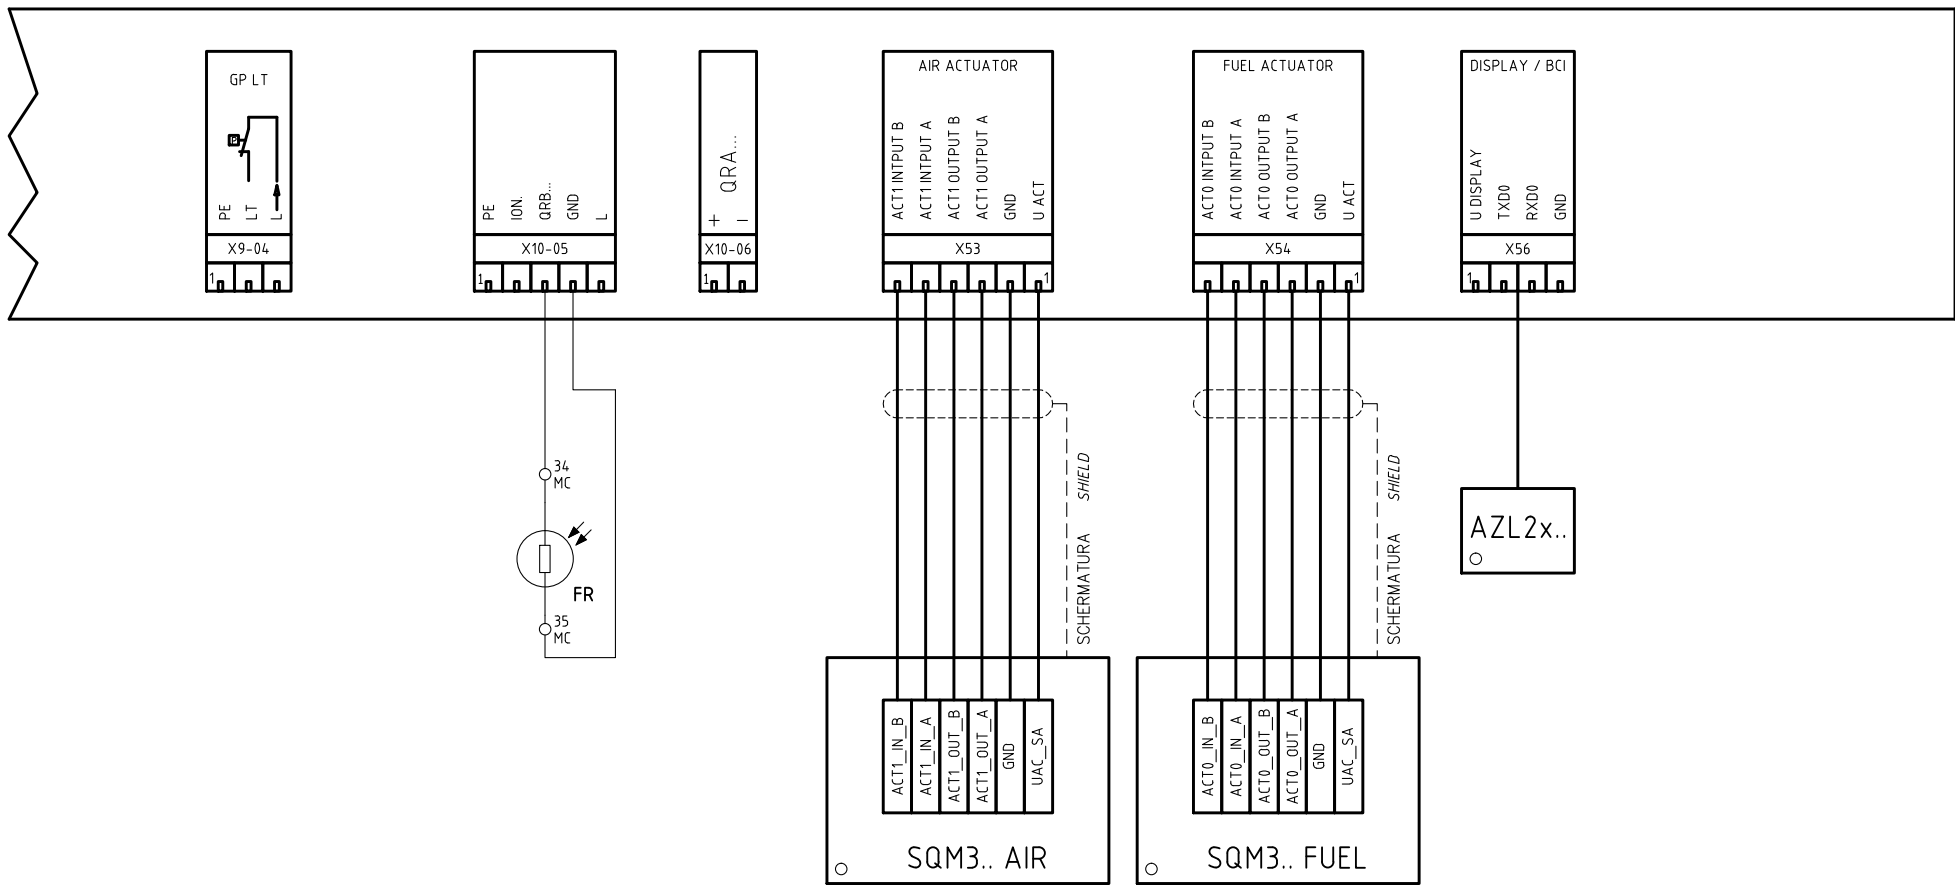 GP LT
P
PE
LT
L
X9-04
1
PE
ION.
QRB...
GND
L
X10-05
1
QRA...
+
-
X10-06
1
AIR ACTUATOR
ACT1 INTPUT B
ACT1 INTPUT A
ACT1 OUTPUT B
ACT1 OUTPUT A
GND
U ACT
X53
1
FUEL ACTUATOR
ACT0 INTPUT B
ACT0 INTPUT A
ACT0 OUTPUT B
ACT0 OUTPUT A
GND
U ACT
X54
1
DISPLAY / BCI
U DISPLAY
TXD0
RXD0
GND
X56
1
34
MC
FR
35
MC
SCHERMATURA SHIELD
SCHERMATURA SHIELD
AZL2x..
ACT1_IN_B
ACT1_IN_A
ACT1_OUT_B
ACT1_OUT_A
GND
UAC_SA
SQM3.. AIR
ACT0_IN_B
ACT0_IN_A
ACT0_OUT_B
ACT0_OUT_A
GND
UAC_SA
SQM3.. FUEL